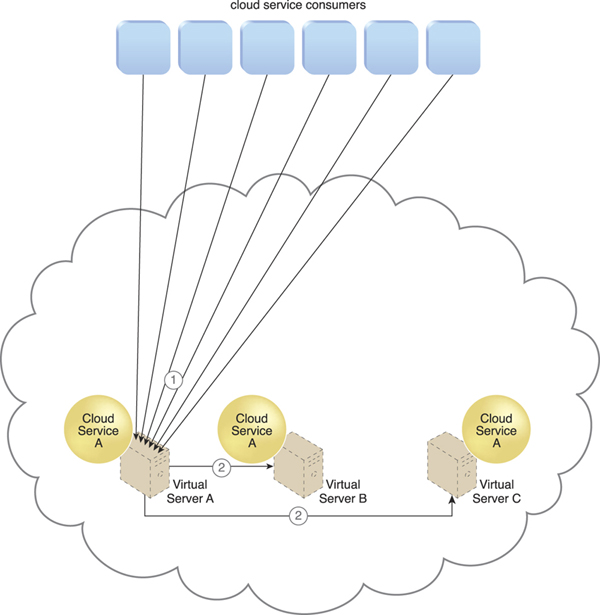 cloud service consumers
1
Cloud
Service
A
Cloud
Service
A
Cloud
Service
A
2
Virtual
Server A
Virtual
Server B
Virtual
Server C
2